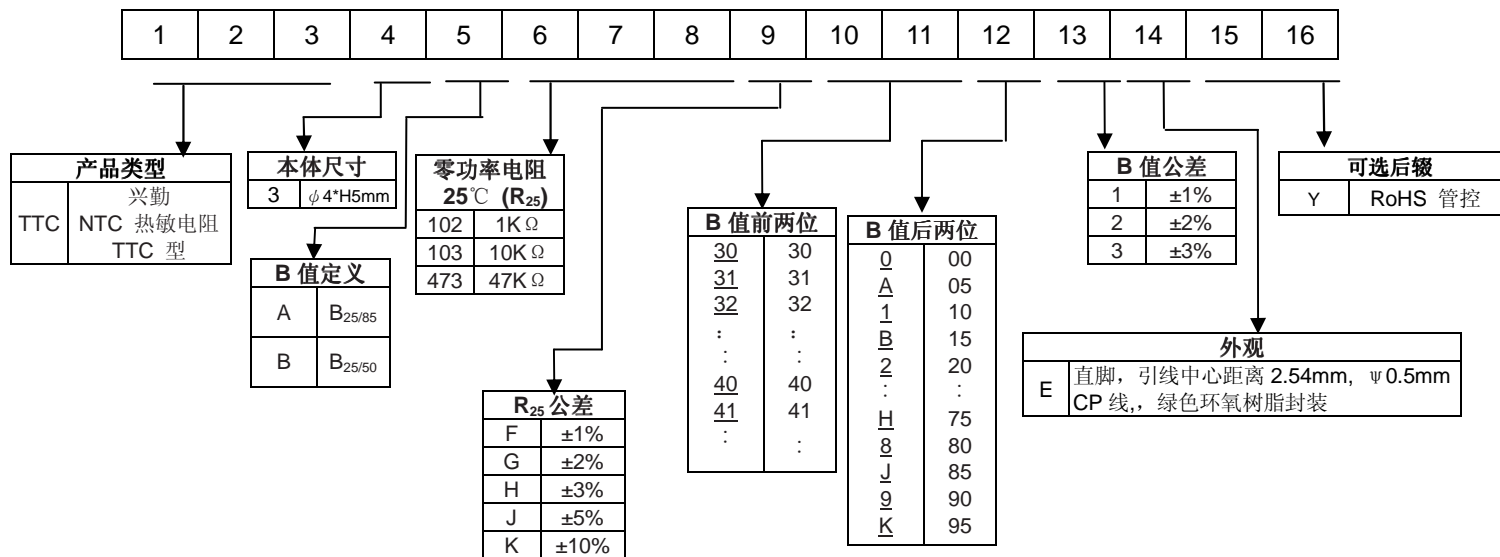 1 2 3 4 5 6 7 8 9 10 11 12 13 14 15 16
产品类型
TTC
兴勤
NTC 热敏电阻
TTC 型
本体尺寸
3 φ4*H5mm
B 值定义
A B25/85
B B25/50
零功率电阻
25℃ (R25)
102 1KΩ
103 10KΩ
473 47KΩ
R25 公差
F ±1%
G ±2%
H ±3%
J ±5%
K ±10%
B 值前两位
30 30
31 31
32 32
: :
: :
40 40
41 41
: :
B 值后两位
0 00
A 05
1 10
B 15
2 20
: :
H 75
8 80
J 85
9 90
K 95
B 值公差
1 ±1%
2 ±2%
3 ±3%
外观
E
直脚，引线中心距离 2.54mm，Ψ0.5mm
CP 线,，绿色环氧树脂封装
可选后辍
Y RoHS 管控